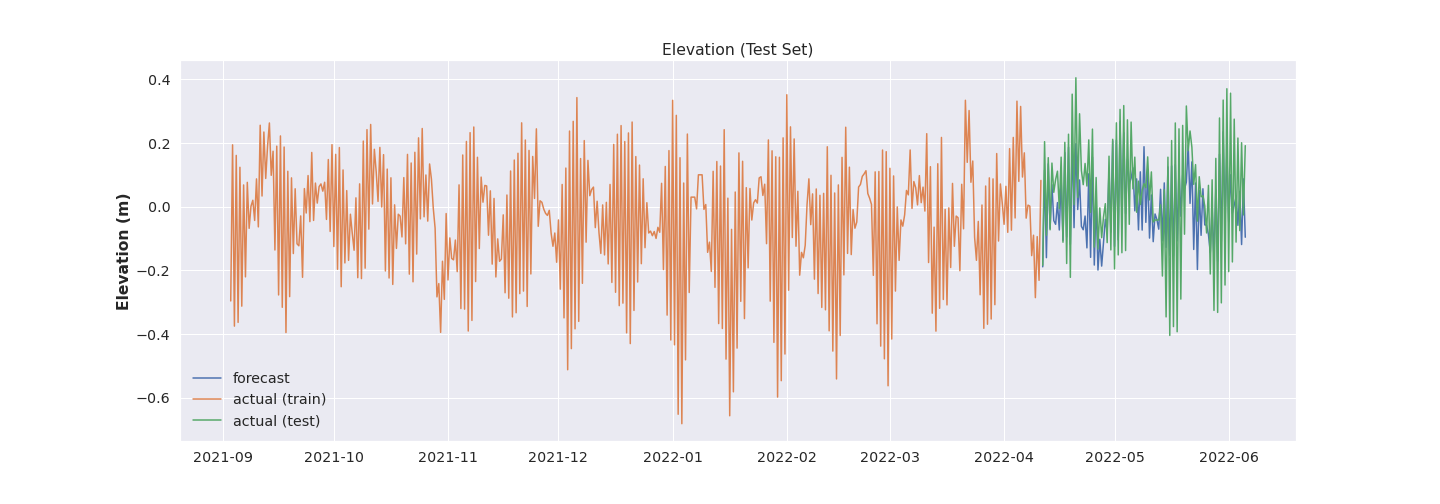 Elevation (Test Set)
Elevation (m)
0.4
0.2
0.0
−0.2
−0.4
−0.6
forecast
actual (train)
actual (test)
2021-09 2021-10 2021-11 2021-12 2022-01 2022-02 2022-03 2022-04 2022-05 2022-06